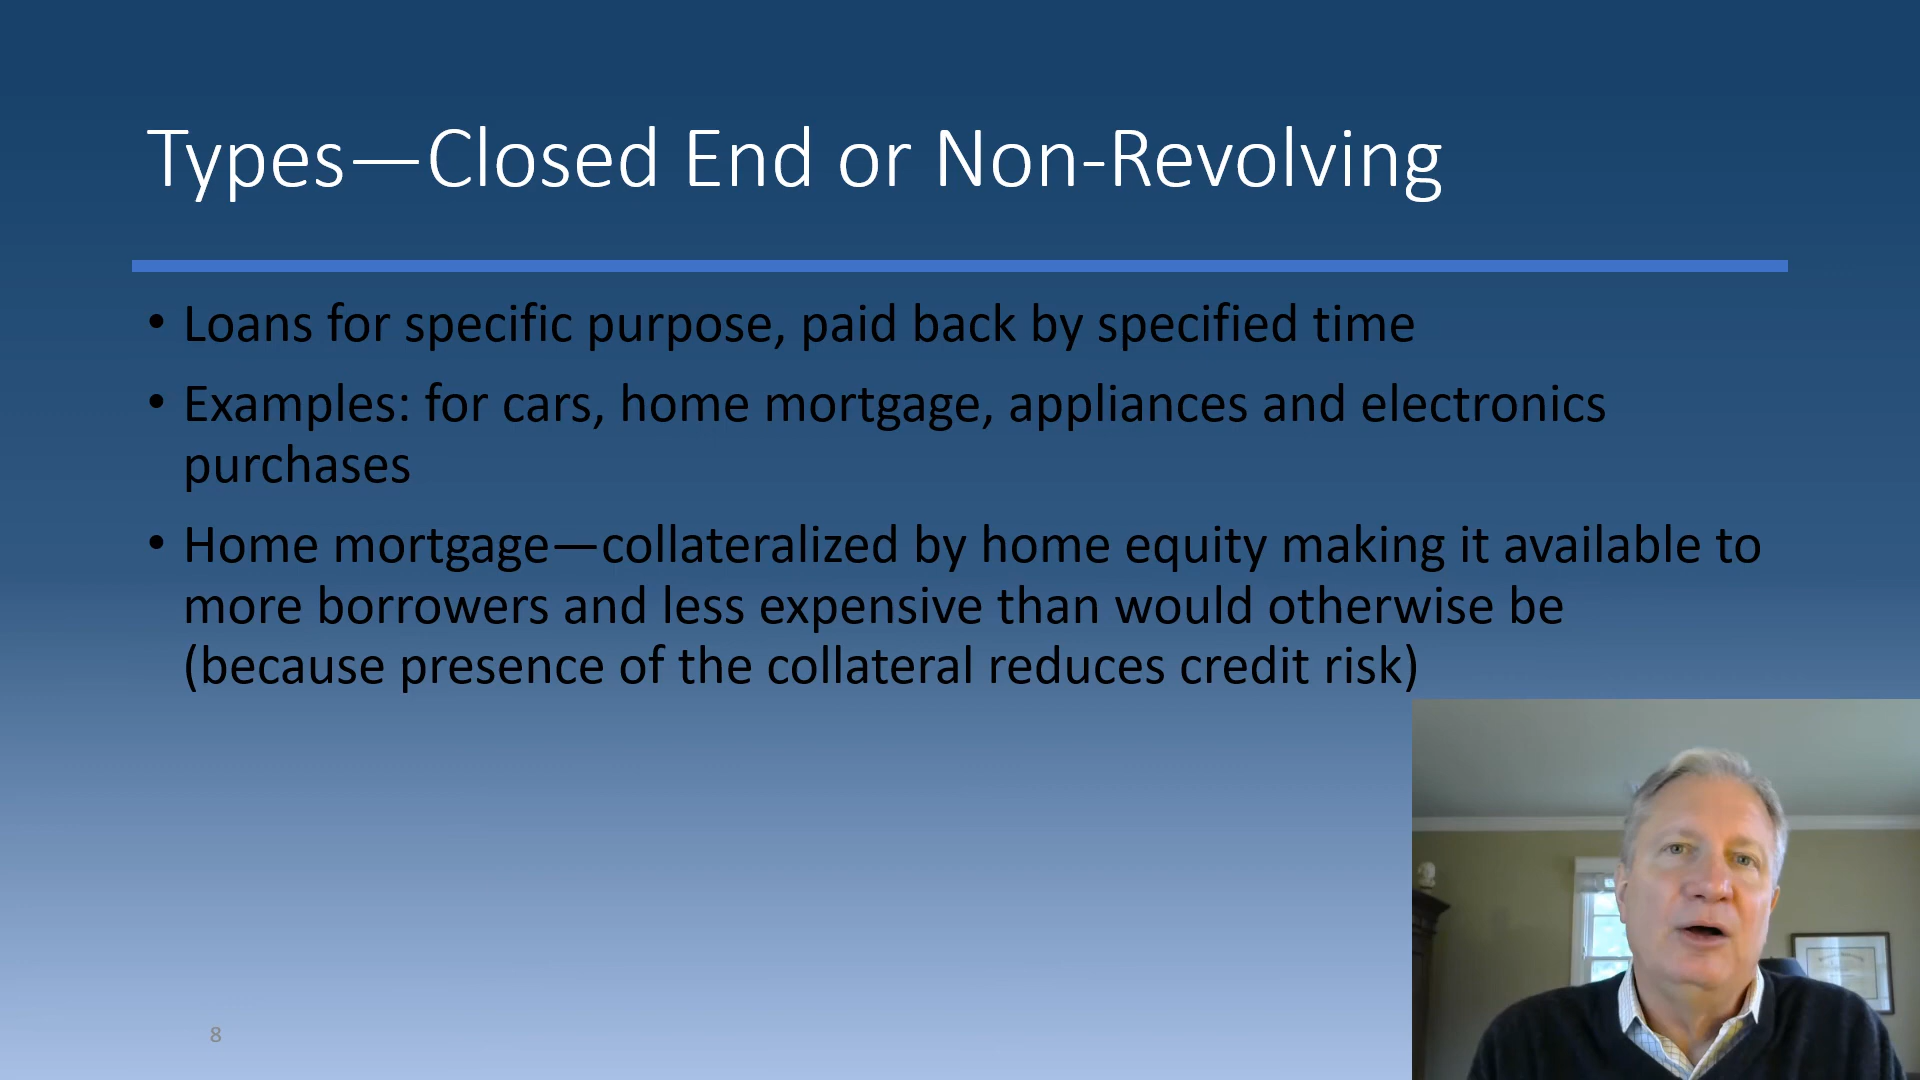 Types—Closed End or Non-Revolving
• Loans for specific purpose, paid back by specified time
• Examples: for cars, home mortgage, appliances and electronics
purchases
• Home mortgage—collateralized by home equity making it available to
more borrowers and less expensive than would otherwise be
(because presence of the collateral reduces credit risk)
8